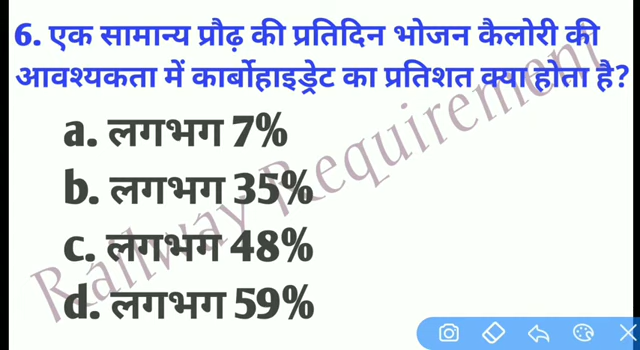 6. एक सामान्य प्रौढ़ की प्रतिदिन भोजन कैलोरी की
आवश्यकता में कार्बोहाइड्रेट का प्रतिशत क्या होता है?
a. लगभग 7%
b. लगभग 35%
c. लगभग 48%
d. लगभग 59%
Railway Requirement